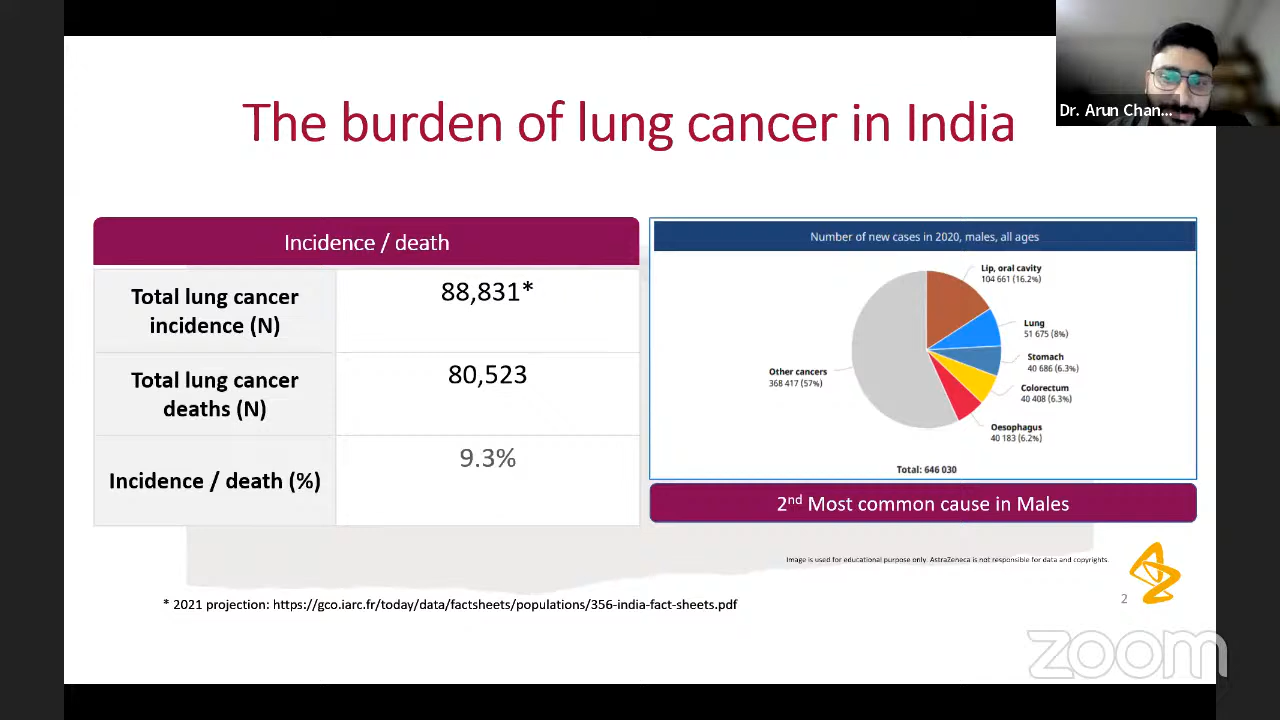 Dr. Arun Chan...
The burden of lung cancer in India
Incidence / death
Total lung cancer
incidence (N)
88,831*
Total lung cancer
deaths (N)
80,523
Incidence / death (%)
9.3%
Number of new cases in 2020, males, all ages
Lip, oral cavity
104 661 (16.2%)
Lung
51 675 (8%)
Stomach
40 686 (6.3%)
Colorectum
40 408 (6.3%)
Oesophagus
40 183 (6.2%)
Other cancers
368 417 (57%)
Total: 646 030
2nd Most common cause in Males
Image is used for educational purpose only. AstraZeneca is not responsible for data and copyrights.
2
* 2021 projection: https://gco.iarc.fr/today/data/factsheets/populations/356-india-fact-sheets.pdf
zoom